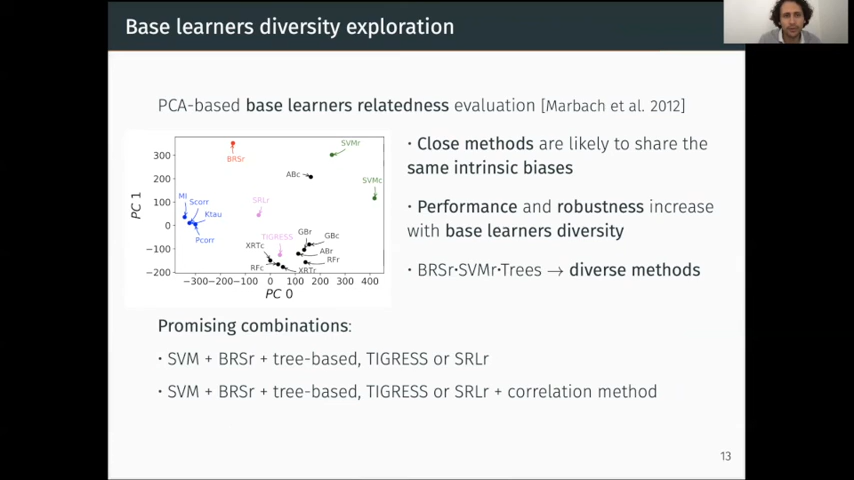 Base learners diversity exploration
PCA-based base learners relatedness evaluation [Marbach et al. 2012]
PC 1
300
200
100
0
−100
−200
BRSr
SVMr
ABc
SVMc
MI
Scorr
Ktau
Pcorr
SRLr
TIGRESS
GBr
GBc
XRTc
ABr
RFr
RFc
XRTr
−300 −200 −100 0 100 200 300 400
PC 0
· Close methods are likely to share the
same intrinsic biases
· Performance and robustness increase
with base learners diversity
· BRSr·SVMr·Trees → diverse methods
Promising combinations:
· SVM + BRSr + tree-based, TIGRESS or SRLr
· SVM + BRSr + tree-based, TIGRESS or SRLr + correlation method
13